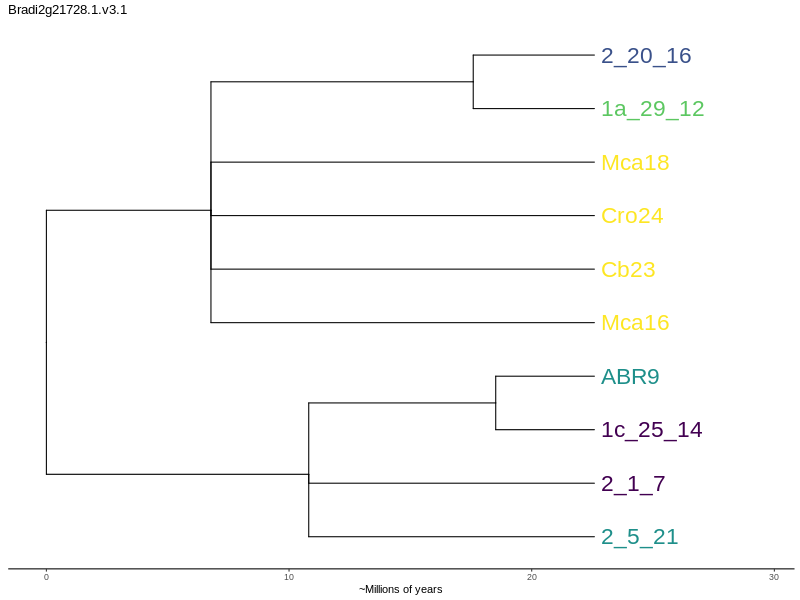 Bradi2g21728.1.v3.1
2_20_16
1a_29_12
Mca18
Cro24
Cb23
Mca16
ABR9
1c_25_14
2_1_7
2_5_21
0 10 20 30
~Millions of years